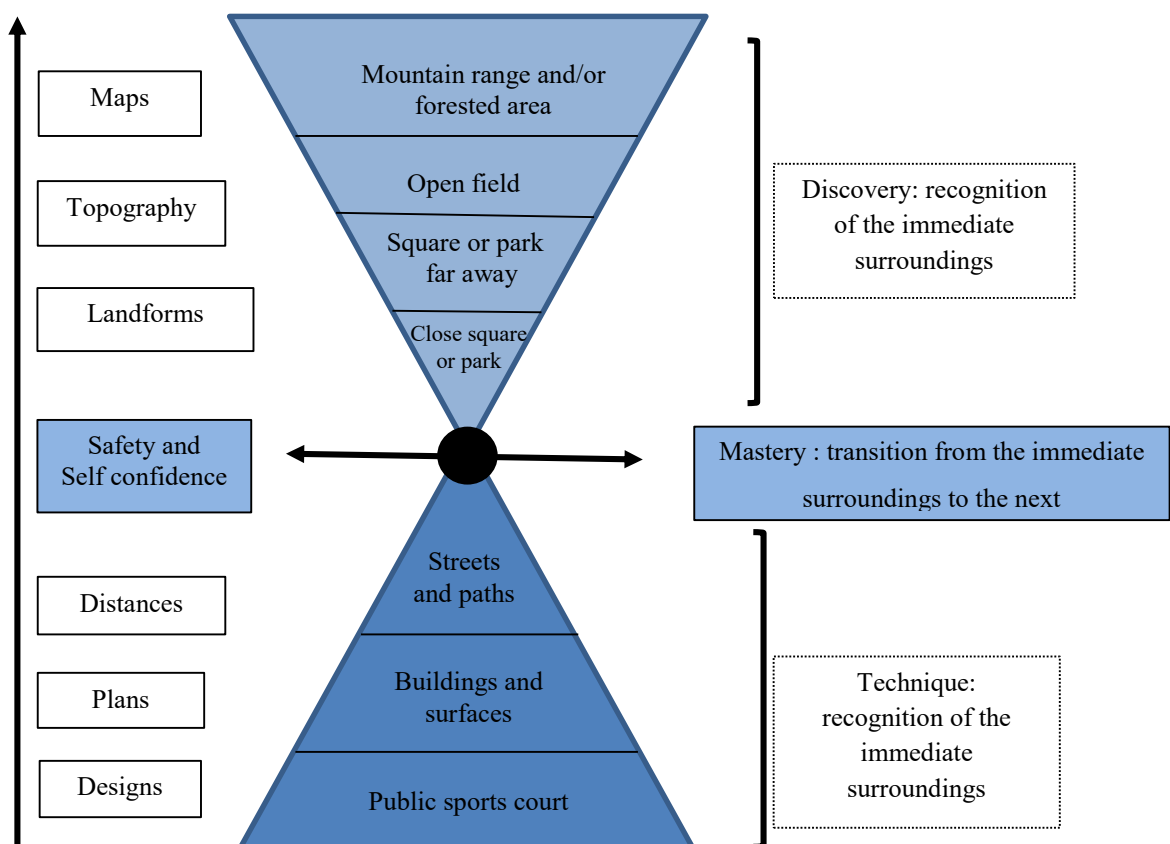 Maps
Topography
Landforms
Safety and
Self confidence
Distances
Plans
Designs
Mountain range and/or
forested area
Open field
Square or park
far away
Close square
or park
Streets
and paths
Buildings and
surfaces
Public sports court
Discovery: recognition
of the immediate
surroundings
Mastery : transition from the immediate
surroundings to the next
Technique:
recognition of the
immediate
surroundings